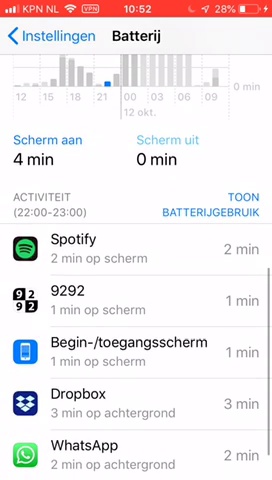 KPN NL VPN 10:52 28%
Instellingen Batterij
0 min
12 15 18 21 00 03 06 09
12 okt.
Scherm aan Scherm uit
4 min 0 min
ACTIVITEIT TOON
(22:00-23:00) BATTERIJGEBRUIK
Spotify
2 min op scherm 2 min
9292
1 min op scherm 1 min
Begin-/toegangsscherm
1 min op scherm 1 min
Dropbox
3 min op achtergrond 3 min
WhatsApp
2 min op achtergrond 2 min